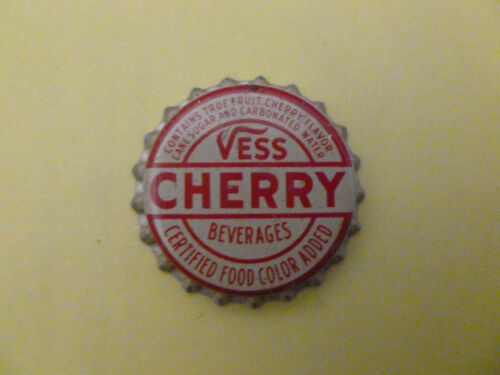 CONTAINS TRUE FRUIT, CHERRY FLAVOR
CANE SUGAR AND CARBONATED WATER
VESS
CHERRY
BEVERAGES
CERTIFIED FOOD COLOR ADDED